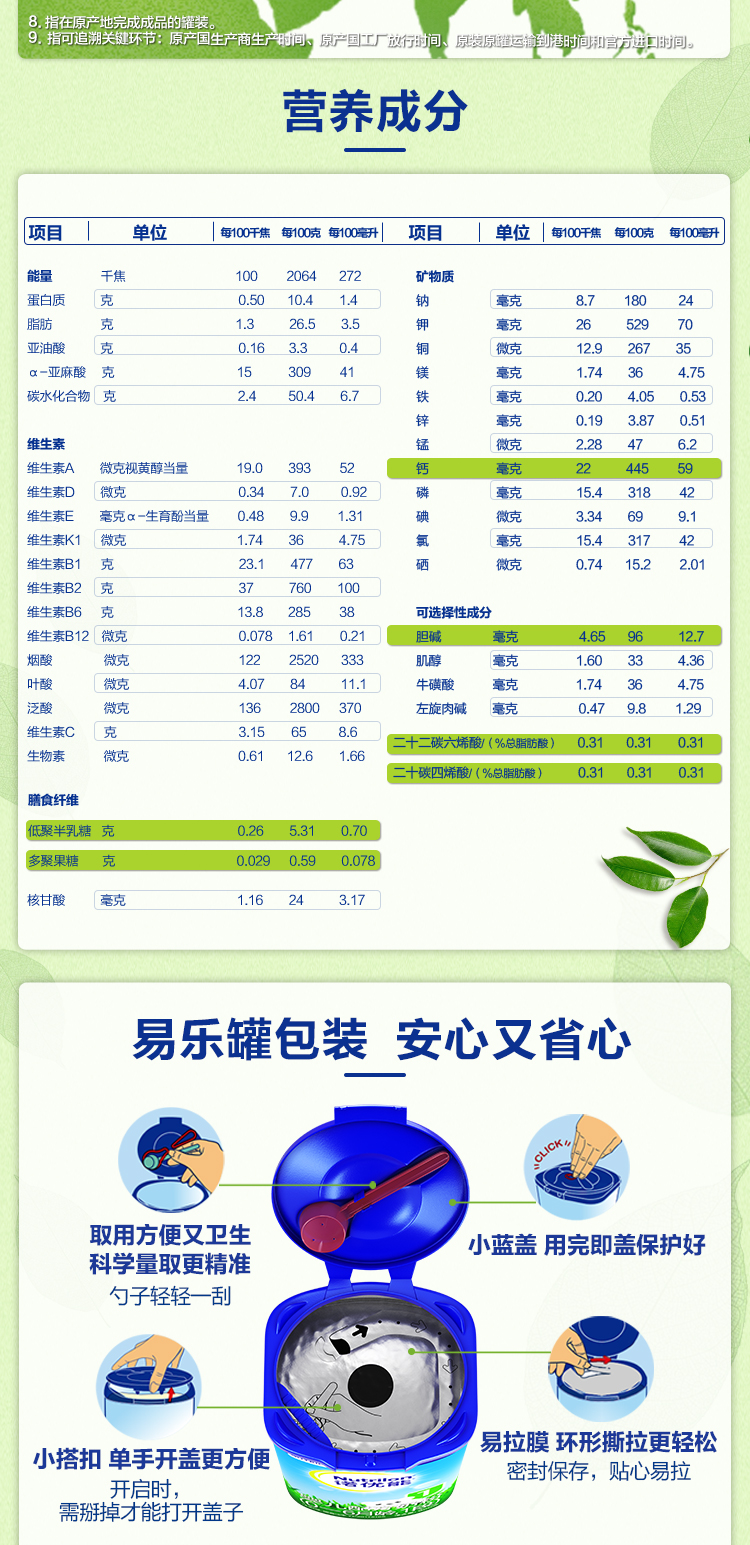 8. 指在原产地完成成品的罐装。
9. 指可追溯关键环节：原产国生产商生产时间、原产国工厂放行时间、原装原罐运输到港时间和官方进口时间。
营养成分
项目 单位 每100千焦 每100克 每100毫升
能量 千焦 100 2064 272
蛋白质 克 0.50 10.4 1.4
脂肪 克 1.3 26.5 3.5
亚油酸 克 0.16 3.3 0.4
α-亚麻酸 克 15 309 41
碳水化合物 克 2.4 50.4 6.7
维生素
维生素A 微克视黄醇当量 19.0 393 52
维生素D 微克 0.34 7.0 0.92
维生素E 毫克α-生育酚当量 0.48 9.9 1.31
维生素K1 微克 1.74 36 4.75
维生素B1 克 23.1 477 63
维生素B2 克 37 760 100
维生素B6 克 13.8 285 38
维生素B12 微克 0.078 1.61 0.21
烟酸 微克 122 2520 333
叶酸 微克 4.07 84 11.1
泛酸 微克 136 2800 370
维生素C 克 3.15 65 8.6
生物素 微克 0.61 12.6 1.66
膳食纤维
低聚半乳糖 克 0.26 5.31 0.70
多聚果糖 克 0.029 0.59 0.078
核甘酸 毫克 1.16 24 3.17
项目 单位 每100千焦 每100克 每100毫升
矿物质
钠 毫克 8.7 180 24
钾 毫克 26 529 70
铜 微克 12.9 267 35
镁 毫克 1.74 36 4.75
铁 毫克 0.20 4.05 0.53
锌 毫克 0.19 3.87 0.51
锰 微克 2.28 47 6.2
钙 毫克 22 445 59
磷 毫克 15.4 318 42
碘 微克 3.34 69 9.1
氯 毫克 15.4 317 42
硒 微克 0.74 15.2 2.01
可选择性成分
胆碱 毫克 4.65 96 12.7
肌醇 毫克 1.60 33 4.36
牛磺酸 毫克 1.74 36 4.75
左旋肉碱 毫克 0.47 9.8 1.29
二十二碳六烯酸/（%总脂肪酸） 0.31 0.31 0.31
二十碳四烯酸/（%总脂肪酸） 0.31 0.31 0.31
易乐罐包装 安心又省心
取用方便又卫生
科学量取更精准
勺子轻轻一刮
CLICK
小蓝盖 用完即盖保护好
小搭扣 单手开盖更方便
开启时，
需掰掉才能打开盖子
易拉膜 环形撕拉更轻松
密封保存，贴心易拉
Nutrilon
诺优能